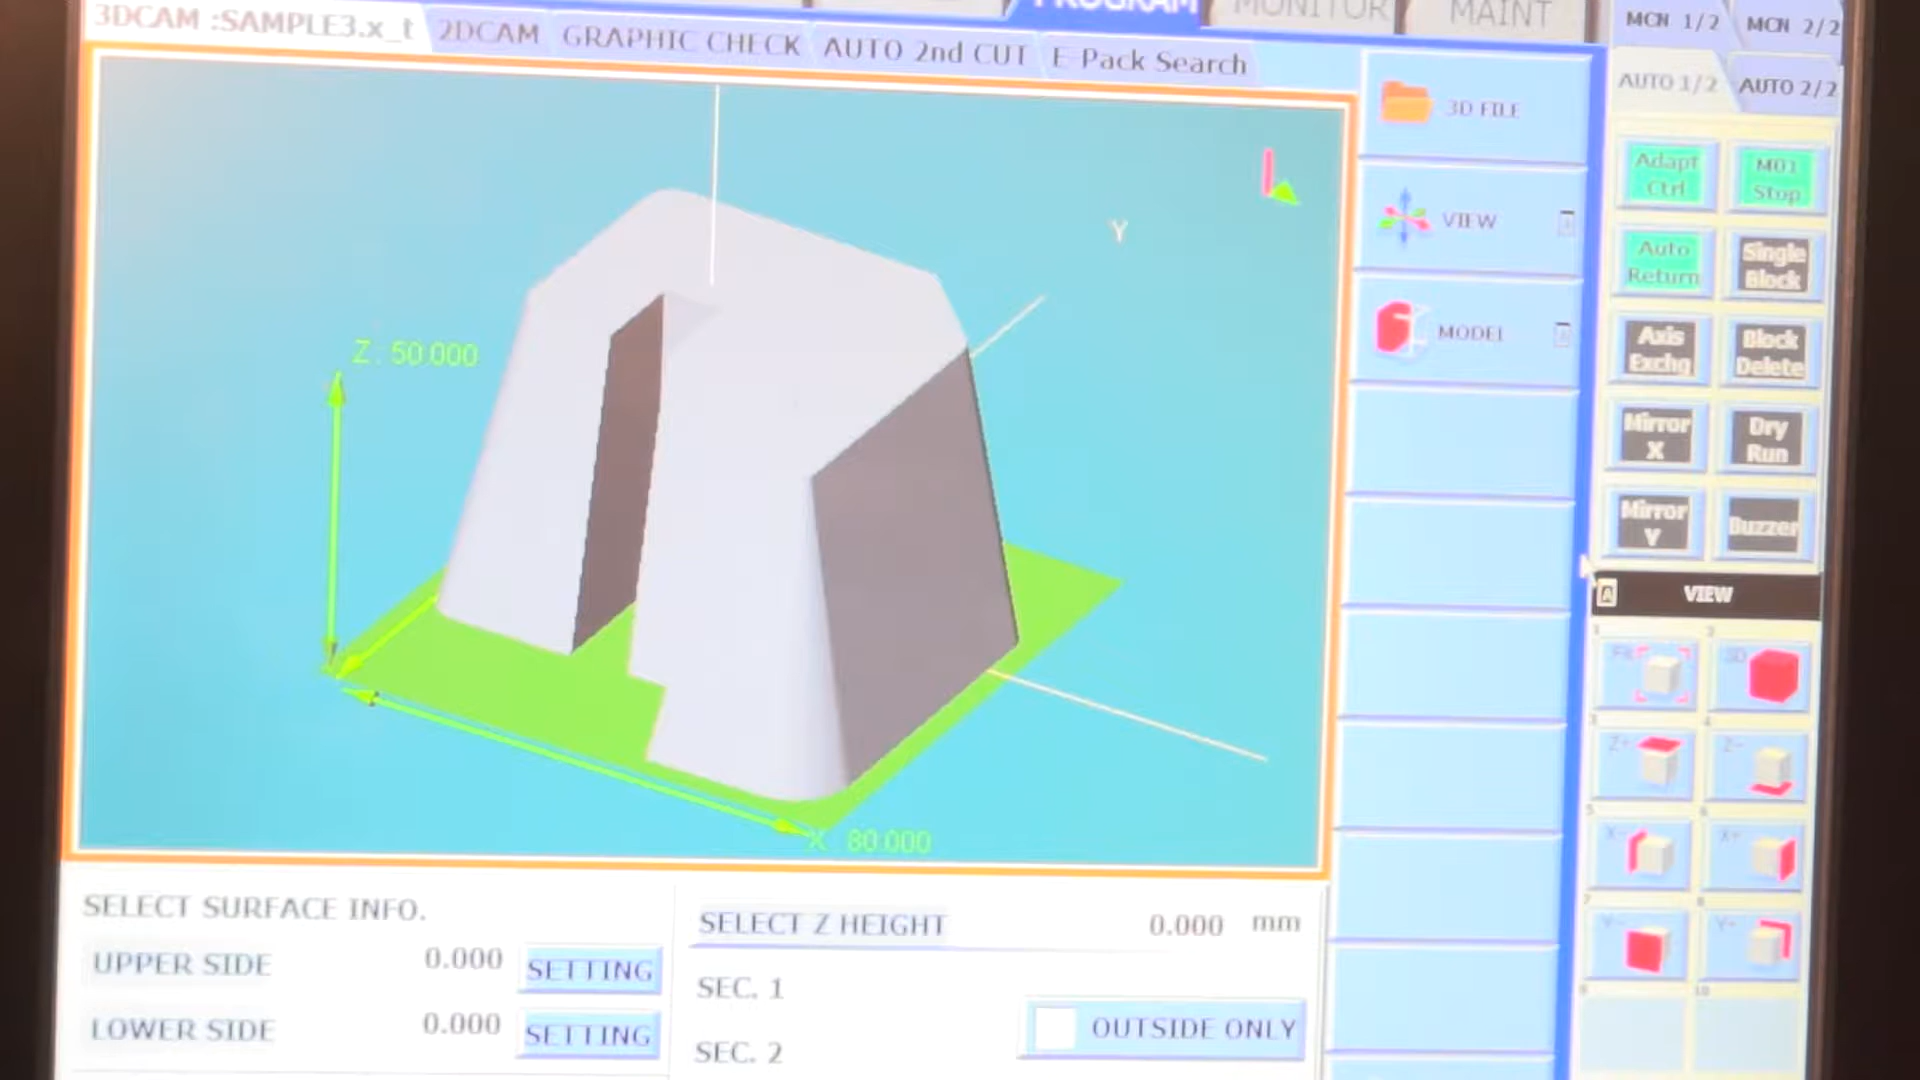 3DCAM :SAMPLE3.x_t
2DCAM
GRAPHIC CHECK
AUTO 2nd CUT
E-Pack Search
PROGRAM
MONITOR
MAINT
MCN 1/2
MCN 2/2
AUTO 1/2
AUTO 2/2
3D FILE
VIEW
MODEL
Adapt
Ctrl
M01
Stop
Auto
Return
Single
Block
Axis
Exchg
Block
Delete
Mirror
X
Dry
Run
Mirror
Y
Buzzer
A
VIEW
Fit
3D
Z+
Z-
X-
X+
Y-
Y+
Y
Z : 50.000
X 80.000
SELECT SURFACE INFO.
UPPER SIDE 0.000 SETTING
LOWER SIDE 0.000 SETTING
SELECT Z HEIGHT 0.000 mm
SEC. 1
SEC. 2
OUTSIDE ONLY